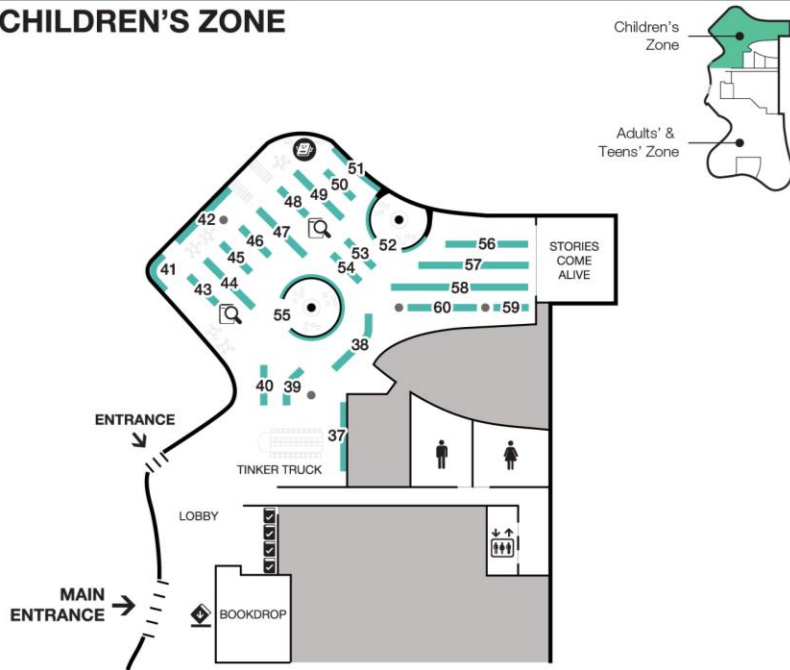 CHILDREN'S ZONE
Children's
Zone
Adults' &
Teens' Zone
51
50
49
48
42
47
52
46
53
56
45
54
57
41
44
58
43
55
60
59
38
40
39
37
STORIES
COME
ALIVE
ENTRANCE
TINKER TRUCK
LOBBY
MAIN
ENTRANCE
BOOKDROP